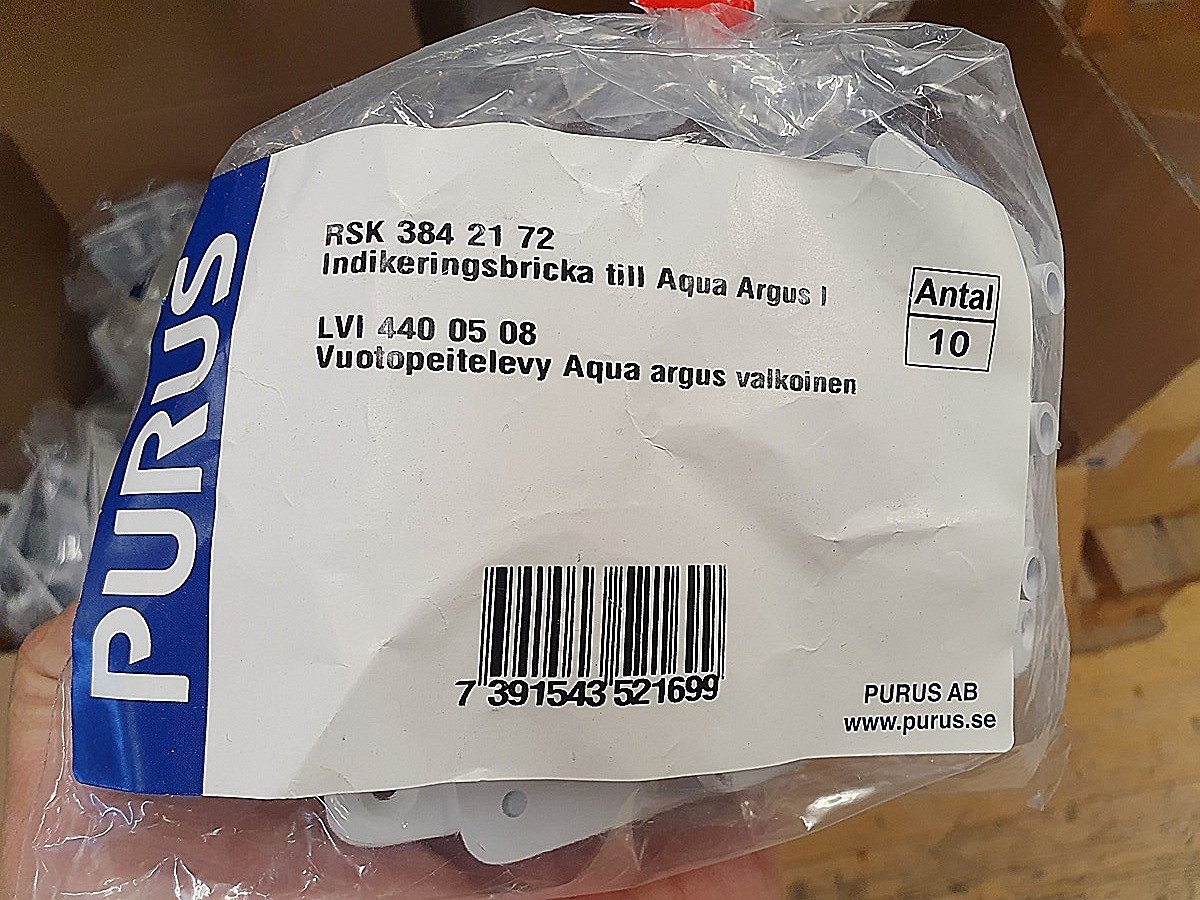 PURUS
RSK 384 21 72
Indikeringsbricka till Aqua Argus I
LVI 440 05 08
Vuotopeitelevy Aqua argus valkoinen
Antal
10
7 391543 521699
PURUS AB
www.purus.se